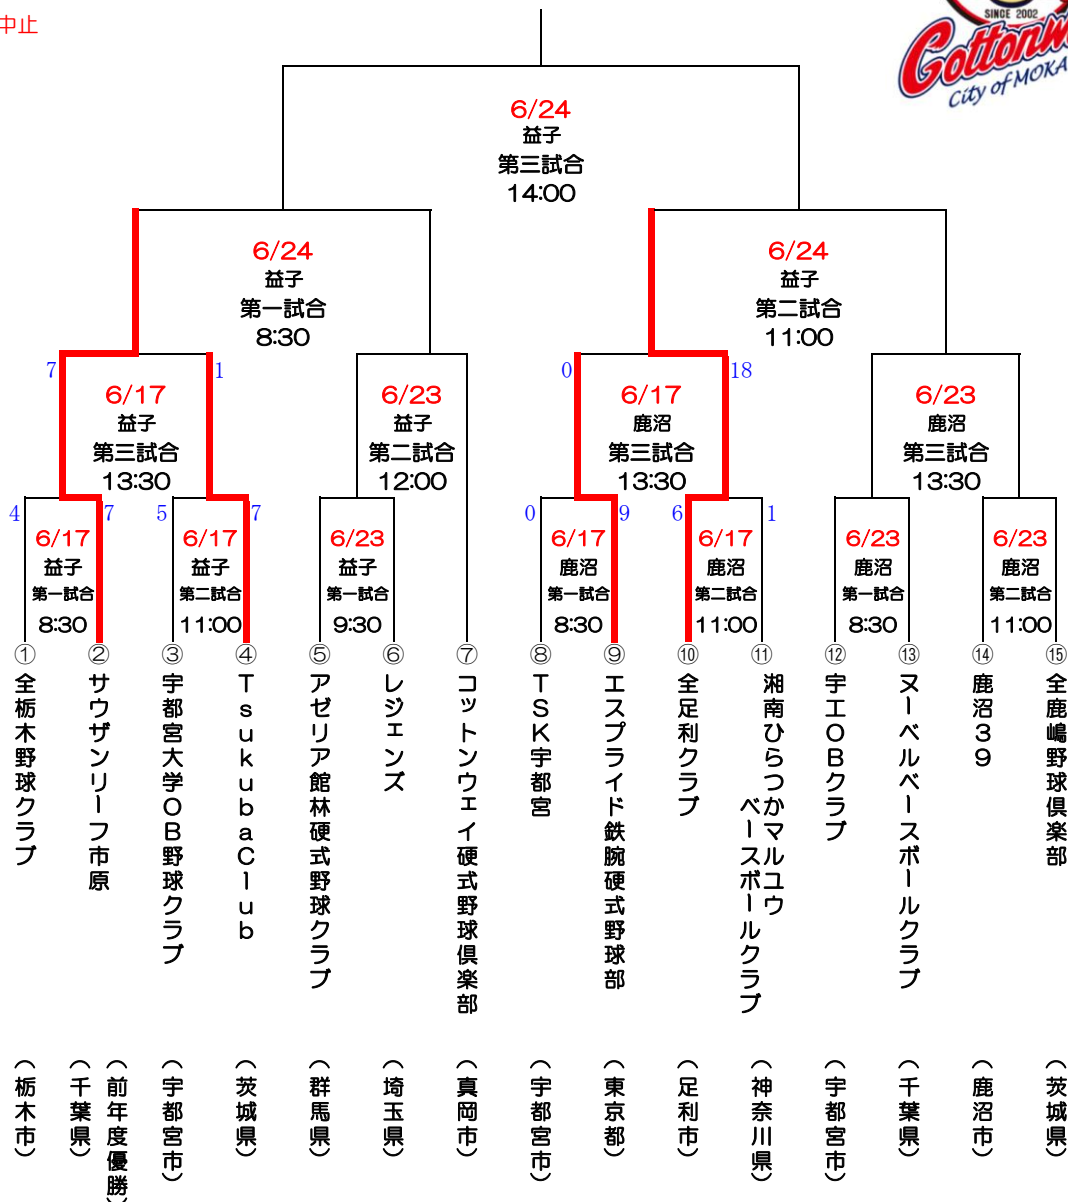 中止
SINCE 2002
City of MOKA
6/24
益子
第三試合
14:00
6/24
益子
第一試合
8:30
6/24
益子
第二試合
11:00
7
1
0
18
6/17
益子
第三試合
13:30
6/23
益子
第二試合
12:00
6/17
鹿沼
第三試合
13:30
6/23
鹿沼
第三試合
13:30
4
7
5
7
0
9
6
1
6/17
益子
第一試合
8:30
6/17
益子
第二試合
11:00
6/23
益子
第一試合
9:30
6/17
鹿沼
第一試合
8:30
6/17
鹿沼
第二試合
11:00
6/23
鹿沼
第一試合
8:30
6/23
鹿沼
第二試合
11:00
①
全栃木野球クラブ
(栃木市)
②
サウザンリーフ市原
(千葉県)
(前年度優勝)
③
宇都宮大学OB野球クラブ
(宇都宮市)
④
TsukubaClub
(茨城県)
⑤
アゼリア館林硬式野球クラブ
(群馬県)
⑥
レジェンズ
(埼玉県)
⑦
コットンウェイ硬式野球倶楽部
(真岡市)
⑧
TSK宇都宮
(宇都宮市)
⑨
エスプライド鉄腕硬式野球部
(東京都)
⑩
全足利クラブ
(足利市)
⑪
湘南ひらつかマルユウ
ベースボールクラブ
(神奈川県)
⑫
宇工OBクラブ
(宇都宮市)
⑬
ヌーベルベースボールクラブ
(千葉県)
⑭
鹿沼39
(鹿沼市)
⑮
全鹿嶋野球倶楽部
(茨城県)